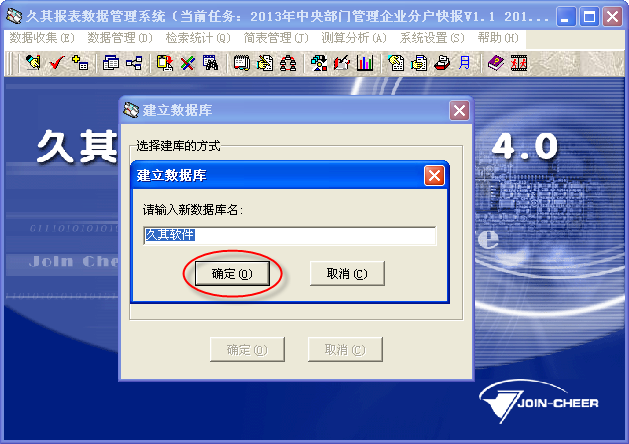 久其报表数据管理系统（当前任务：2013年中央部门管理企业分户快报V1.1 201...
数据收集(E) 数据管理(D) 检索统计(Q) 简表管理(T) 测算分析(A) 系统设置(S) 帮助(H)
月
建立数据库
久其 4.0
选择建库的方式
建立数据库
请输入新数据库名:
久其软件
Join Che e
确定(O) 取消(C)
确定(O) 取消(C)
JOIN-CHEER